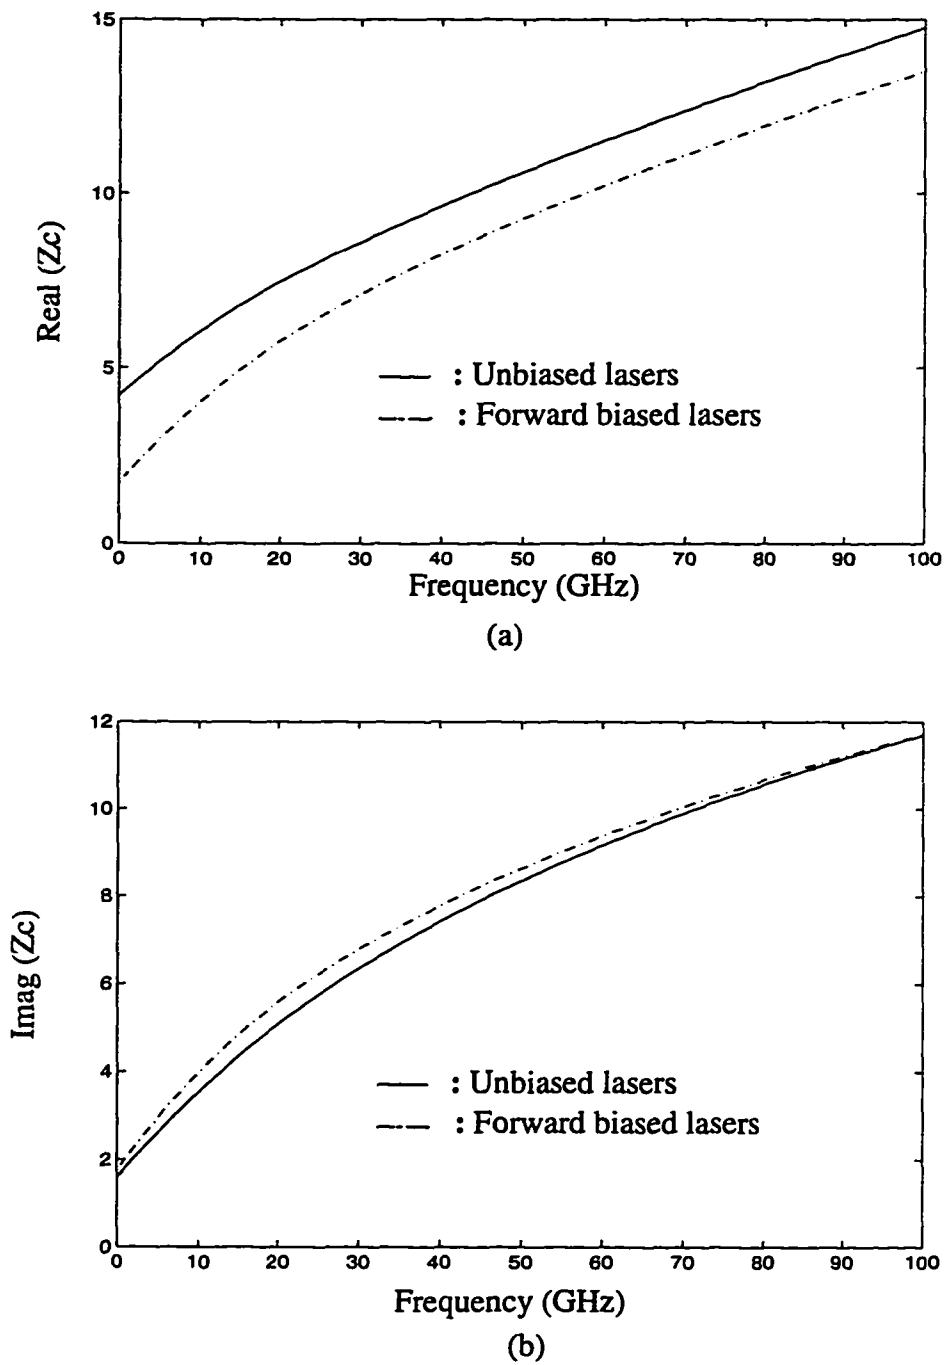 15
10
5
0
Real (Zc)
: Unbiased lasers
: Forward biased lasers
0 10 20 30 40 50 60 70 80 90 100
Frequency (GHz)
(a)
12
10
8
6
4
2
0
Imag (Zc)
: Unbiased lasers
: Forward biased lasers
0 10 20 30 40 50 60 70 80 90 100
Frequency (GHz)
(b)